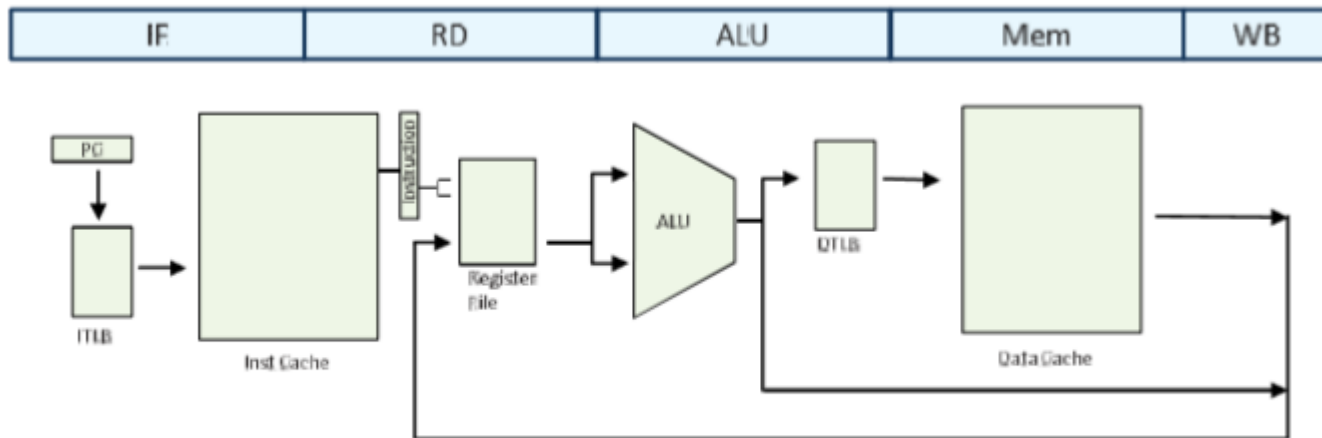 IF
RD
ALU
Mem
WB
PC
Instruction
ALU
DTLB
Register
File
ITLB
Inst Cache
Data Cache